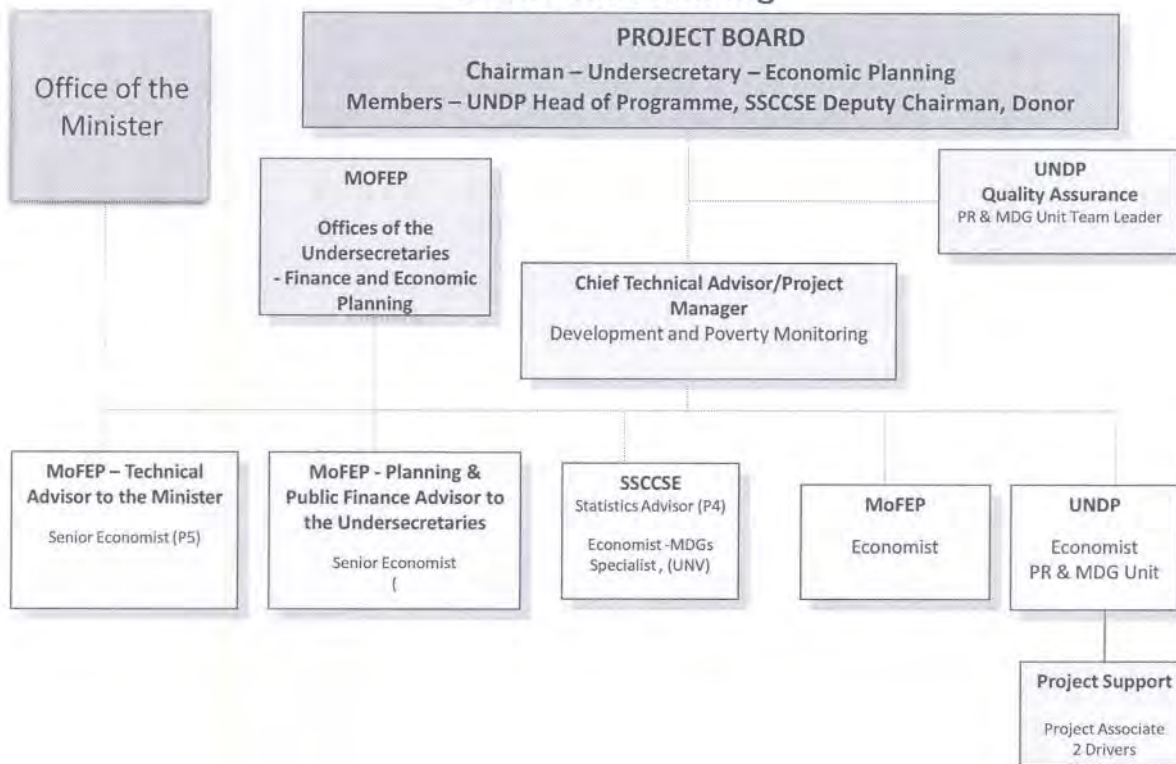 Office of the
Minister
PROJECT BOARD
Chairman – Undersecretary – Economic Planning
Members – UNDP Head of Programme, SSCCSE Deputy Chairman, Donor
MOFEP
Offices of the
Undersecretaries
- Finance and Economic
Planning
UNDP
Quality Assurance
PR & MDG Unit Team Leader
Chief Technical Advisor/Project
Manager
Development and Poverty Monitoring
MoFEP – Technical
Advisor to the Minister
Senior Economist (P5)
MoFEP - Planning &
Public Finance Advisor to
the Undersecretaries
Senior Economist
(
SSCCSE
Statistics Advisor (P4)
Economist -MDGs
Specialist , (UNV)
MoFEP
Economist
UNDP
Economist
PR & MDG Unit
Project Support
Project Associate
2 Drivers